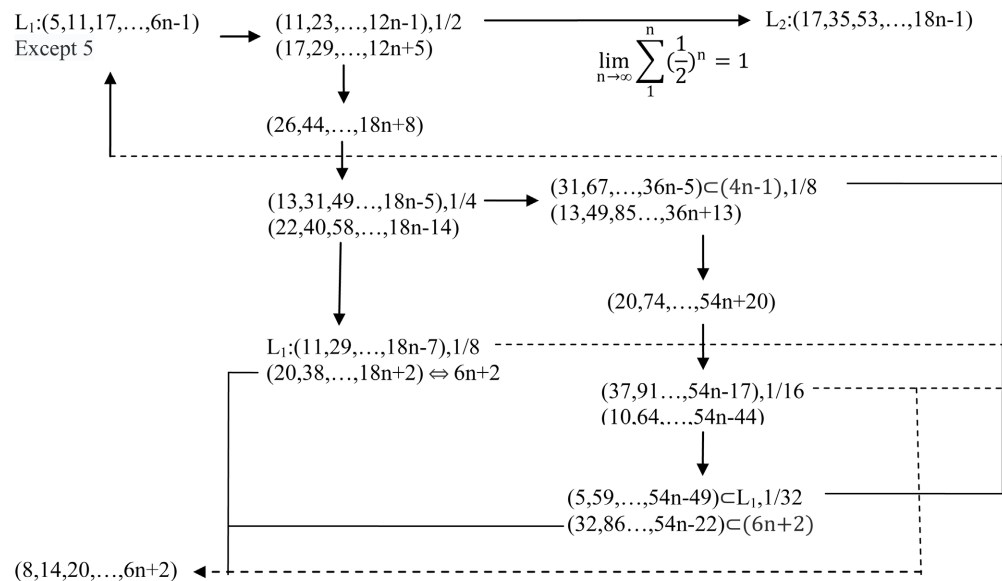 L₁:(5,11,17,…,6n-1)
Except 5
(11,23,…,12n-1),1/2
(17,29,…,12n+5)
L₂:(17,35,53,…,18n-1)
lim n→∞ ∑ 1 n (1/2)ⁿ = 1
(26,44,…,18n+8)
(13,31,49…,18n-5),1/4
(22,40,58,…,18n-14)
(31,67,…,36n-5)⊂(4n-1),1/8
(13,49,85…,36n+13)
(20,74,…,54n+20)
L₁:(11,29,…,18n-7),1/8
(20,38,…,18n+2) ⇔ 6n+2
(37,91…,54n-17),1/16
(10,64,…,54n-44)
(5,59,…,54n-49)⊂L₁,1/32
(32,86…,54n-22)⊂(6n+2)
(8,14,20,…,6n+2)